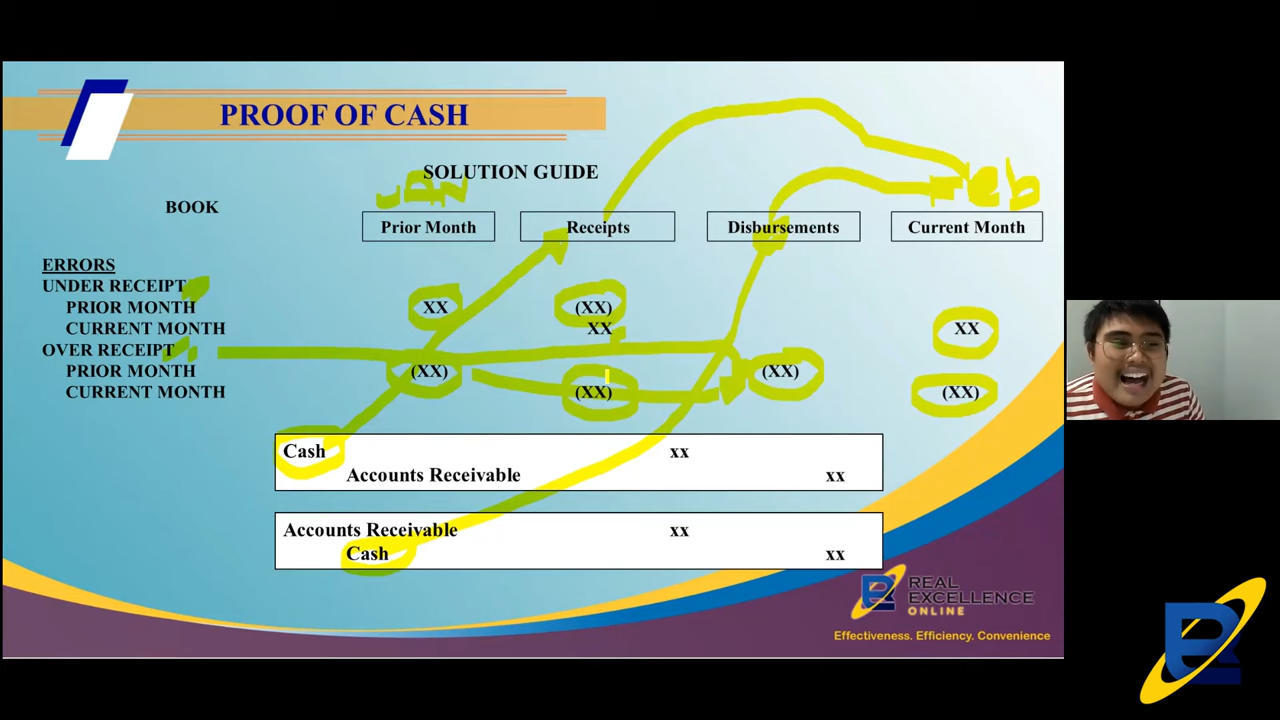 PROOF OF CASH
SOLUTION GUIDE
BOOK
Prior Month Receipts Disbursements Current Month
ERRORS
UNDER RECEIPT
PRIOR MONTH XX (XX)
CURRENT MONTH XX XX
OVER RECEIPT
PRIOR MONTH (XX) (XX)
CURRENT MONTH (XX) (XX)
Cash xx
Accounts Receivable xx
Accounts Receivable xx
Cash xx
REAL
EXCELLENCE
ONLINE
Effectiveness. Efficiency. Convenience